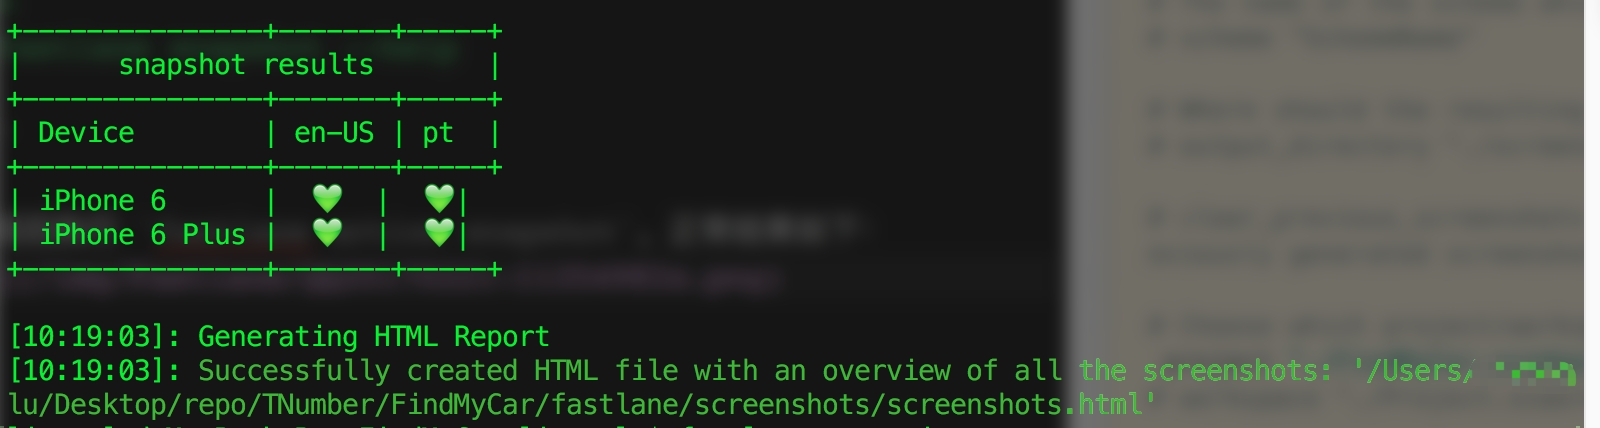 +---------------+-------+-----+
| snapshot results |
+---------------+-------+-----+
| Device | en-US | pt |
+---------------+-------+-----+
| iPhone 6 | 💚 | 💚|
| iPhone 6 Plus | 💚 | 💚|
+---------------+-------+-----+
[10:19:03]: Generating HTML Report
[10:19:03]: Successfully created HTML file with an overview of all the screenshots: '/Users/
lu/Desktop/repo/TNumber/FindMyCar/fastlane/screenshots/screenshots.html'